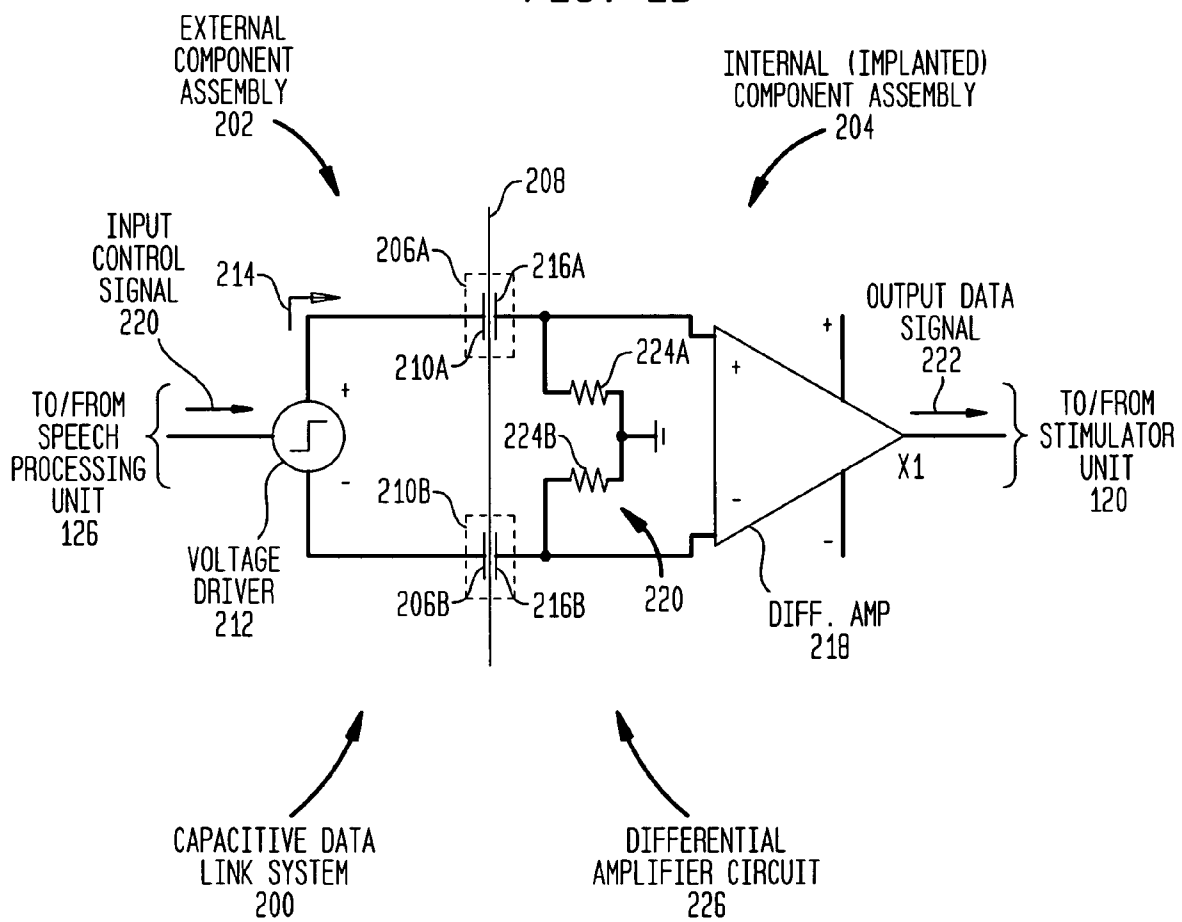 EXTERNAL
COMPONENT
ASSEMBLY
202
INTERNAL (IMPLANTED)
COMPONENT ASSEMBLY
204
208
INPUT
CONTROL
SIGNAL
220
214
206A
216A
210A
224A
OUTPUT DATA
SIGNAL
222
+
+
+
TO/FROM
SPEECH
PROCESSING
UNIT
126
224B
X1
TO/FROM
STIMULATOR
UNIT
120
-
-
-
210B
206B
216B
220
VOLTAGE
DRIVER
212
DIFF. AMP
218
CAPACITIVE DATA
LINK SYSTEM
200
DIFFERENTIAL
AMPLIFIER CIRCUIT
226